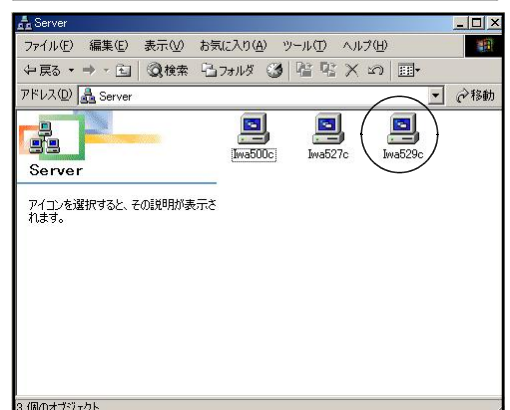 Server
ファイル(F) 編集(E) 表示(V) お気に入り(A) ツール(T) ヘルプ(H)
戻る 検索 フォルダ
アドレス(D) Server 移動
Iwa500c Iwa527c Iwa529c
Server
アイコンを選択すると、その説明が表示さ
れます。
3 個のオブジェクト